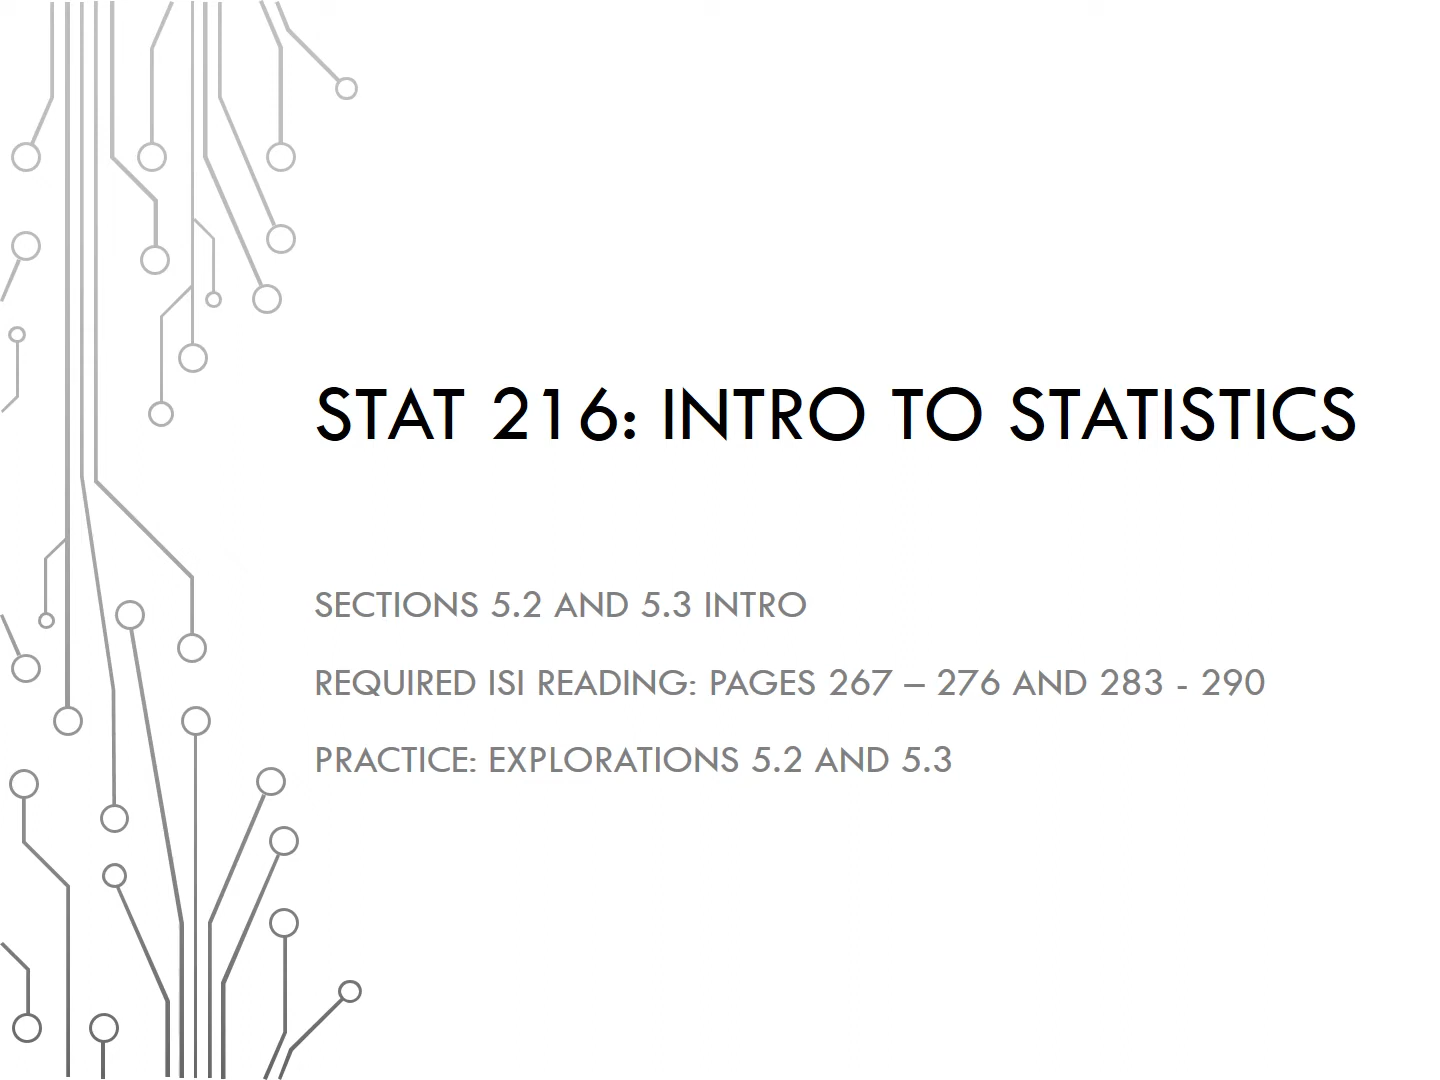 STAT 216: INTRO TO STATISTICS
SECTIONS 5.2 AND 5.3 INTRO
REQUIRED ISI READING: PAGES 267 – 276 AND 283 - 290
PRACTICE: EXPLORATIONS 5.2 AND 5.3